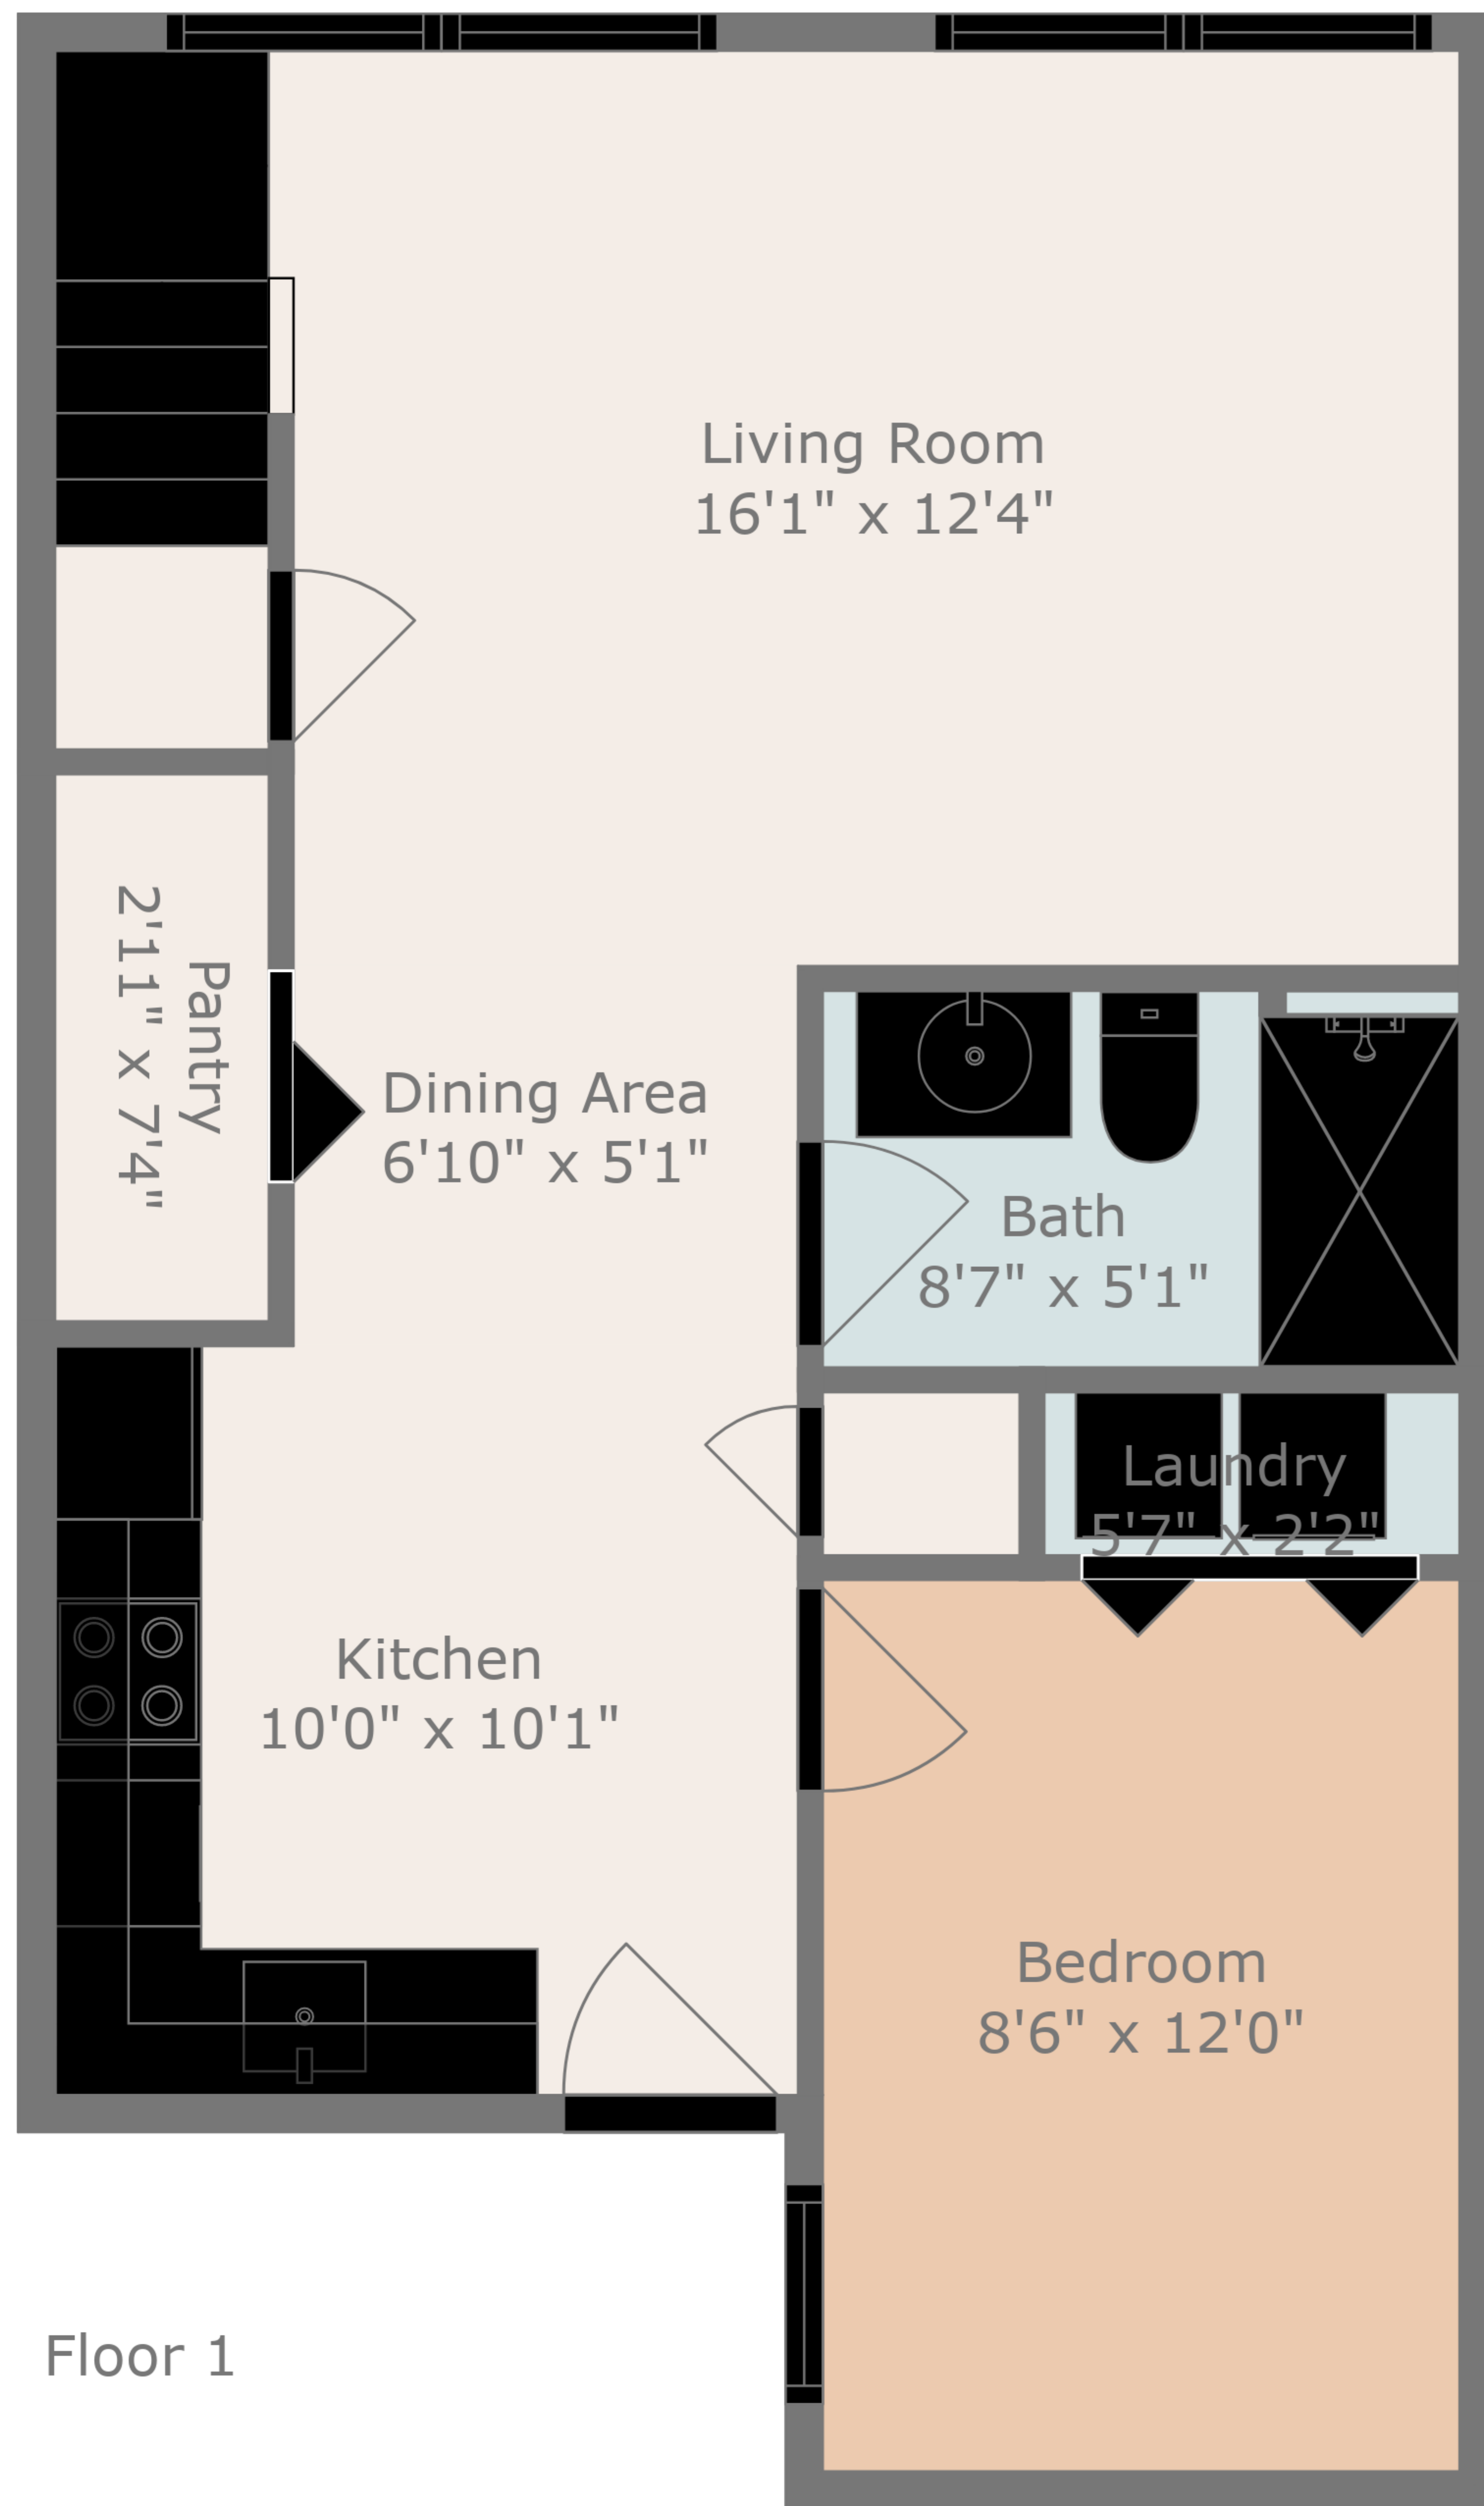 Living Room
16'1" x 12'4"
Pantry
2'11" x 7'4"
Dining Area
6'10" x 5'1"
Bath
8'7" x 5'1"
Laundry
5'7" x 2'2"
Kitchen
10'0" x 10'1"
Bedroom
8'6" x 12'0"
Floor 1